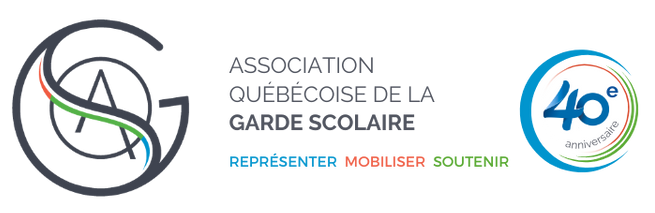 ASSOCIATION
QUÉBÉCOISE DE LA
GARDE SCOLAIRE
REPRÉSENTER MOBILISER SOUTENIR
40e
anniversaire